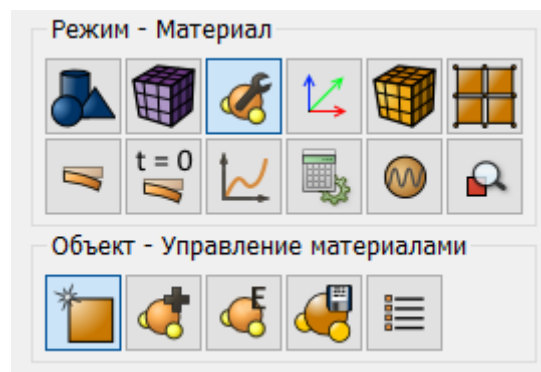 Режим - Материал
t = 0
Объект - Управление материалами
E